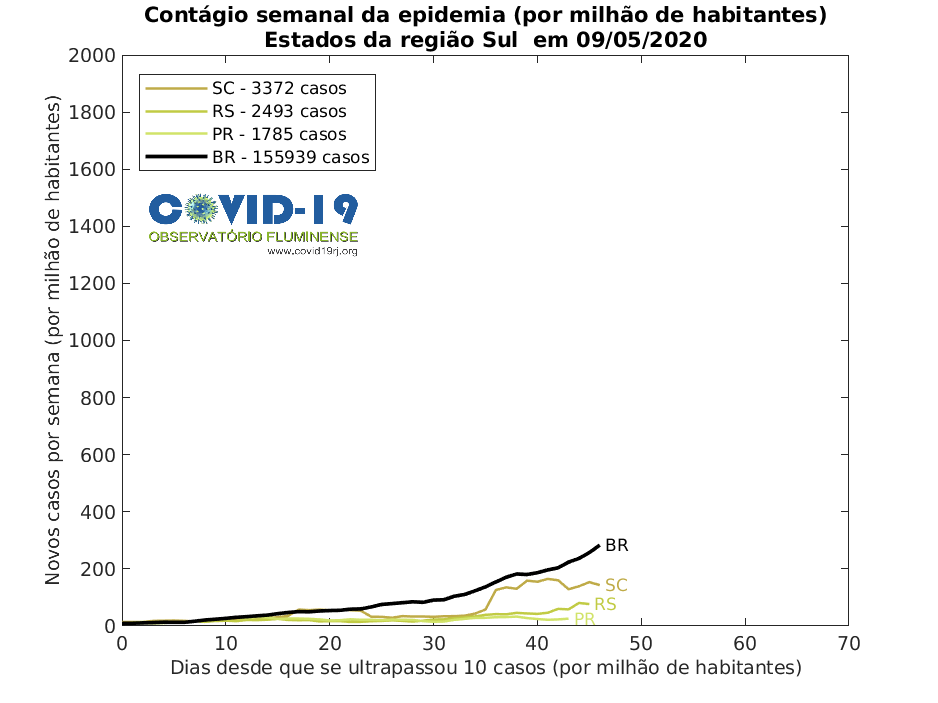 Contágio semanal da epidemia (por milhão de habitantes)
Estados da região Sul  em 09/05/2020
2000
1800
1600
1400
1200
1000
800
600
400
200
0
Novos casos por semana (por milhão de habitantes)
SC - 3372 casos
RS - 2493 casos
PR - 1785 casos
BR - 155939 casos
COVID-19
OBSERVATÓRIO FLUMINENSE
www.covid19rj.org
BR
SC
RS
PR
0 10 20 30 40 50 60 70
Dias desde que se ultrapassou 10 casos (por milhão de habitantes)